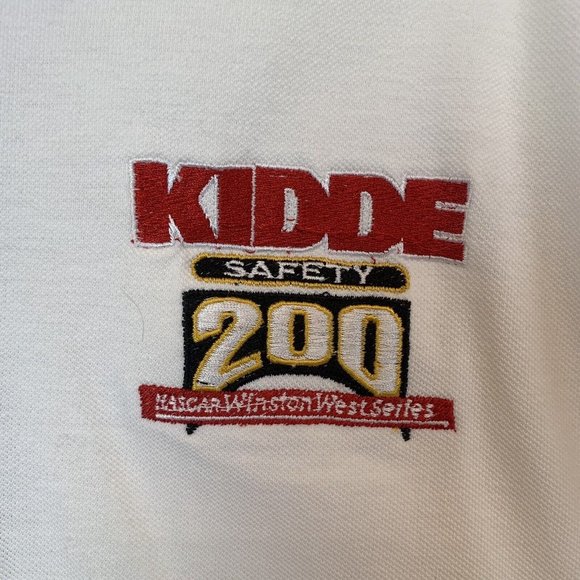 KIDDE
SAFETY
200
NASCAR Winston West Series